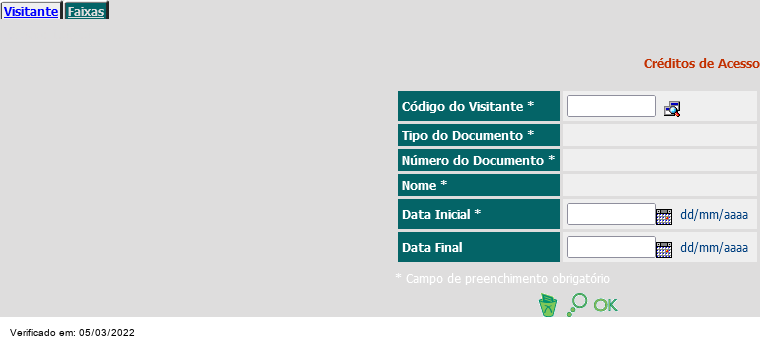 Visitante Faixas
Créditos de Acesso
Código do Visitante *
Tipo do Documento *
Número do Documento *
Nome *
Data Inicial * dd/mm/aaaa
Data Final dd/mm/aaaa
* Campo de preenchimento obrigatório
OK
Verificado em: 05/03/2022